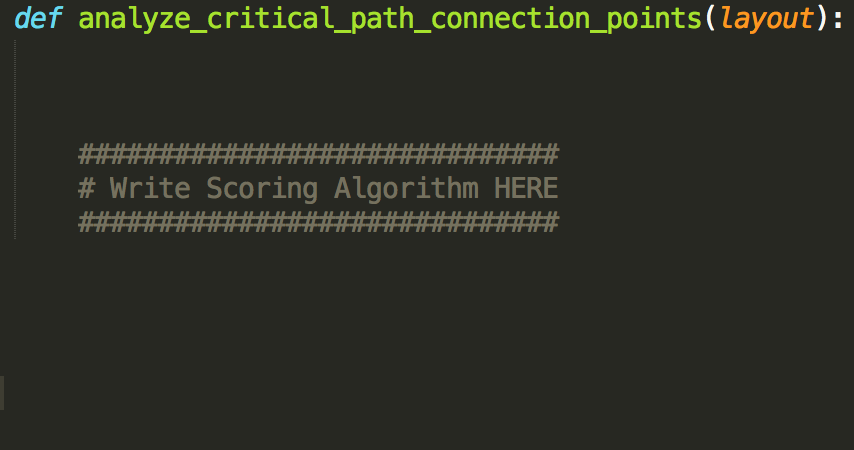 def analyze_critical_path_connection_points(layout):
##############################
# Write Scoring Algorithm HERE
##############################